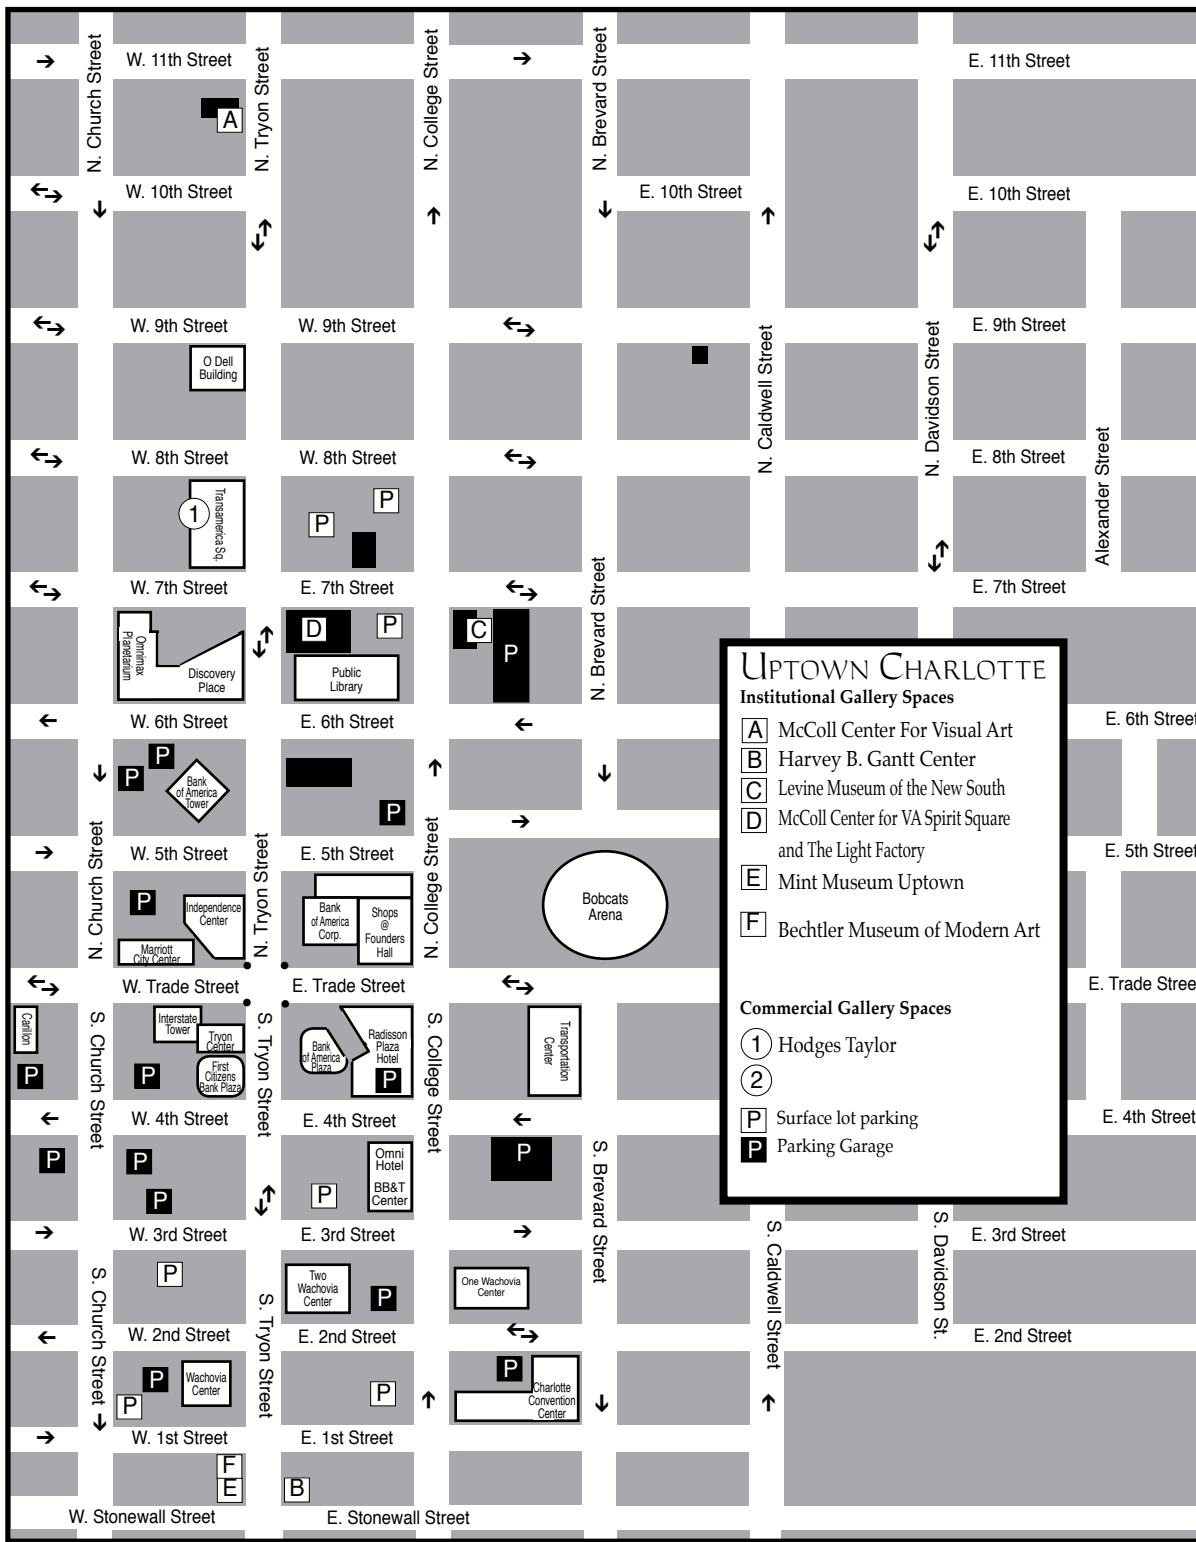 W. 11th Street
E. 11th Street
N. Church Street
N. Tryon Street
N. College Street
N. Brevard Street
A
W. 10th Street
E. 10th Street
E. 10th Street
W. 9th Street
W. 9th Street
E. 9th Street
O Dell
Building
N. Caldwell Street
N. Davidson Street
W. 8th Street
W. 8th Street
E. 8th Street
Alexander Street
1
Transamerica Sq.
P
P
W. 7th Street
E. 7th Street
E. 7th Street
N. Brevard Street
Omnimax
Planetarium
Discovery
Place
D
P
Public
Library
C
P
W. 6th Street
E. 6th Street
E. 6th Street
P
P
Bank
of America
Tower
P
N. Church Street
N. Tryon Street
N. College Street
W. 5th Street
E. 5th Street
E. 5th Street
P
Independence
Center
Marriott
City Center
Bank
of America
Corp.
Shops
@
Founders
Hall
Bobcats
Arena
W. Trade Street
E. Trade Street
E. Trade Stree
Carillon
P
S. Church Street
Interstate
Tower
Tryon
Center
First
Citizens
Bank Plaza
P
S. Tryon Street
Bank
of America
Plaza
Radisson
Plaza
Hotel
P
S. College Street
Transportation
Center
W. 4th Street
E. 4th Street
E. 4th Street
P
P
P
P
Omni
Hotel
BB&T
Center
P
S. Brevard Street
W. 3rd Street
E. 3rd Street
E. 3rd Street
S. Caldwell Street
S. Davidson St.
S. Church Street
P
S. Tryon Street
Two
Wachovia
Center
P
One Wachovia
Center
W. 2nd Street
E. 2nd Street
E. 2nd Street
P
P
Wachovia
Center
P
P
Charlotte
Convention
Center
W. 1st Street
E. 1st Street
F
E
B
W. Stonewall Street
E. Stonewall Street
UPTOWN CHARLOTTE
Institutional Gallery Spaces
A McColl Center For Visual Art
B Harvey B. Gantt Center
C Levine Museum of the New South
D McColl Center for VA Spirit Square
and The Light Factory
E Mint Museum Uptown
F Bechtler Museum of Modern Art
Commercial Gallery Spaces
1 Hodges Taylor
2
P Surface lot parking
P Parking Garage